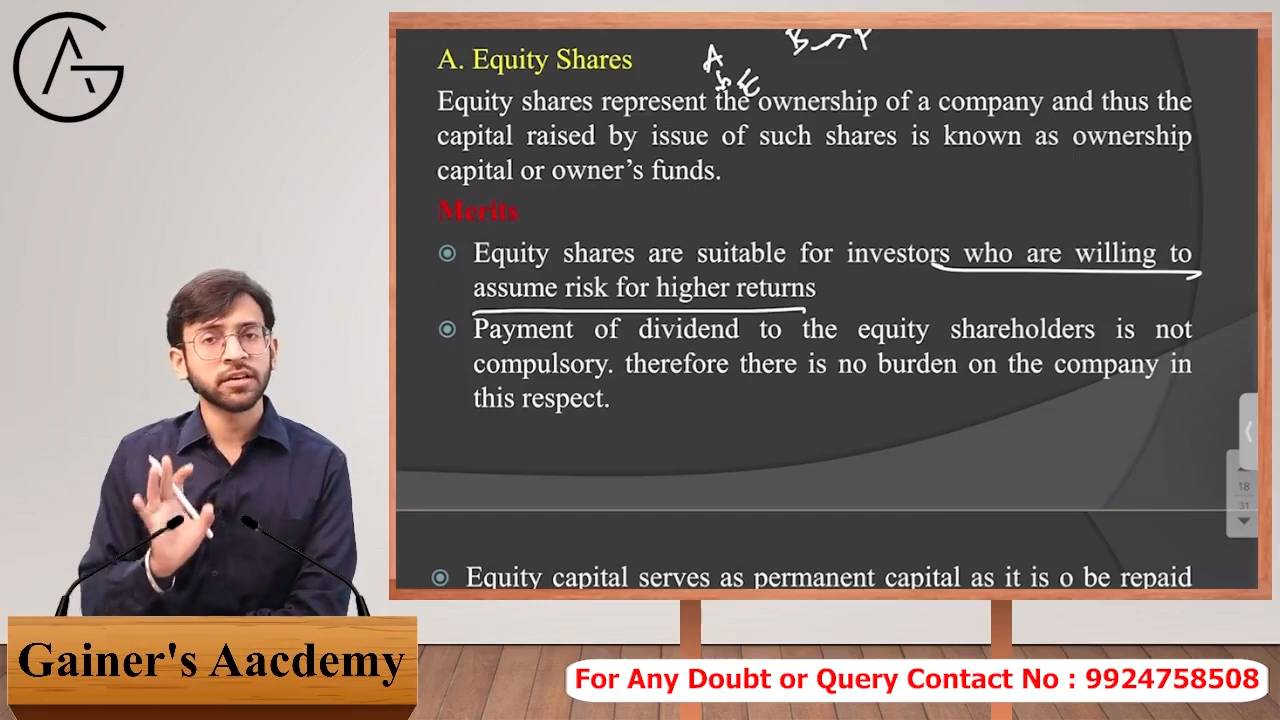 AG
A. Equity Shares
A
E
B P
Equity shares represent the ownership of a company and thus the
capital raised by issue of such shares is known as ownership
capital or owner’s funds.
Merits
Equity shares are suitable for investors who are willing to
assume risk for higher returns
Payment of dividend to the equity shareholders is not
compulsory. therefore there is no burden on the company in
this respect.
18
31
Equity capital serves as permanent capital as it is o be repaid
Gainer's Aacdemy
For Any Doubt or Query Contact No : 9924758508